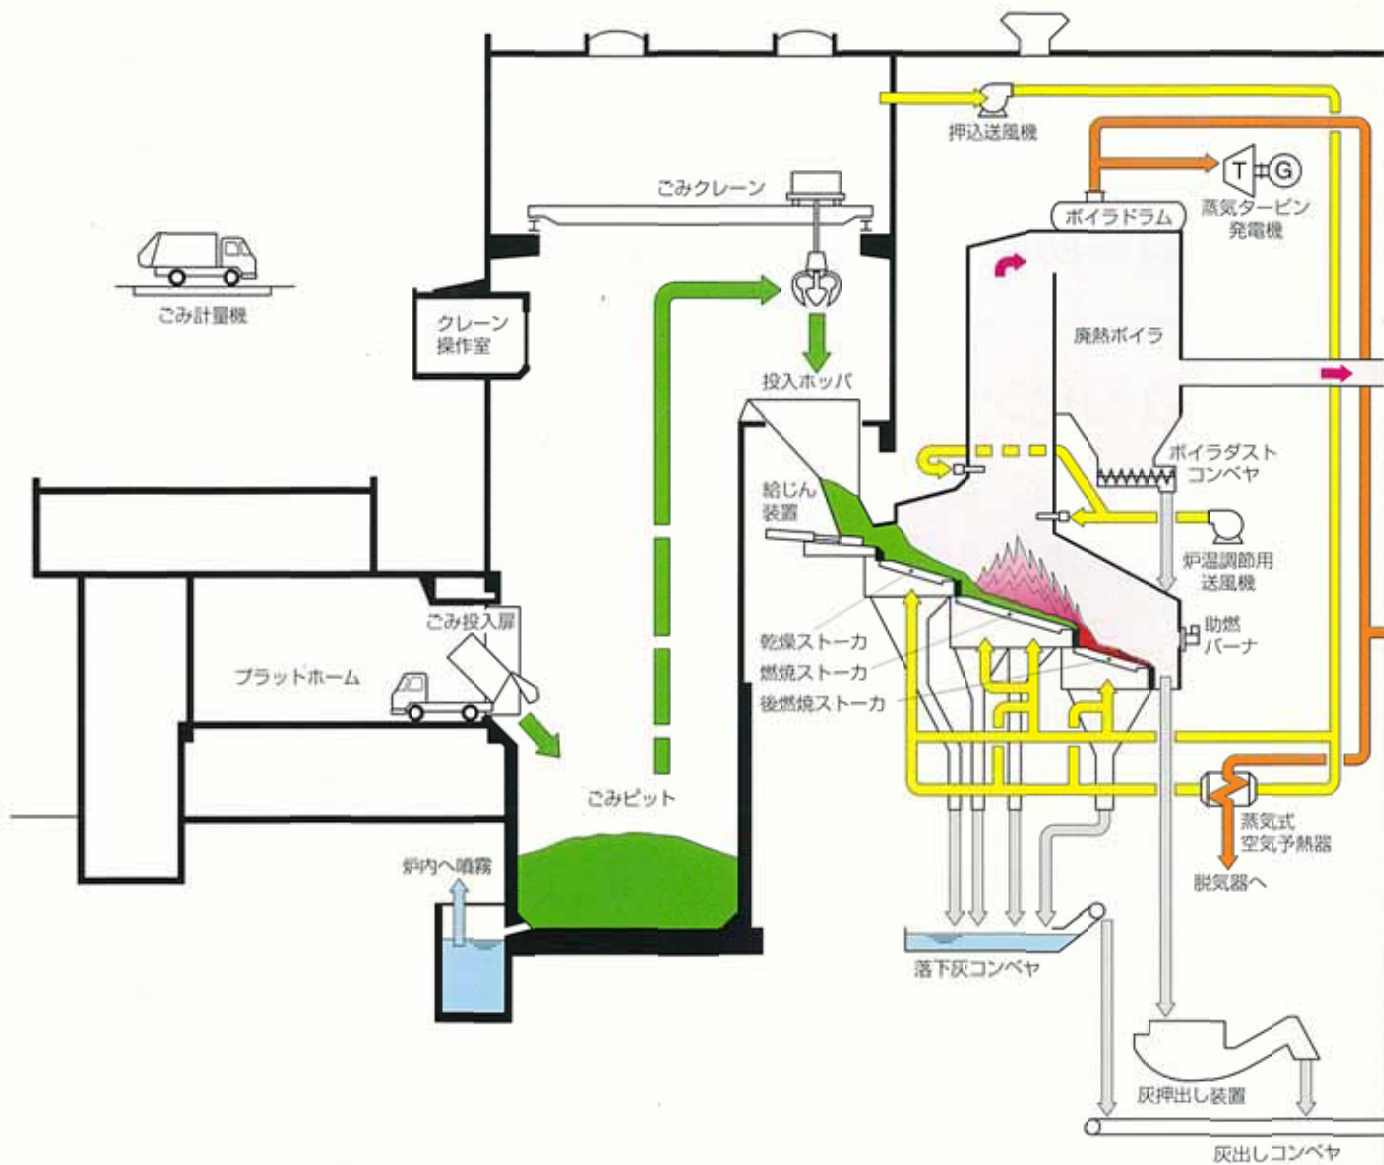 押込送風機
ごみクレーン
T
G
蒸気タービン
発電機
ボイラドラム
ごみ計量機
クレーン
操作室
廃熱ボイラ
投入ホッパ
ボイラダスト
コンベヤ
給じん
装置
炉温調節用
送風機
ごみ投入扉
助燃
バーナ
プラットホーム
乾燥ストーカ
燃焼ストーカ
後燃焼ストーカ
ごみピット
蒸気式
空気予熱器
炉内へ噴霧
脱気器へ
落下灰コンベヤ
灰押出し装置
灰出しコンベヤ